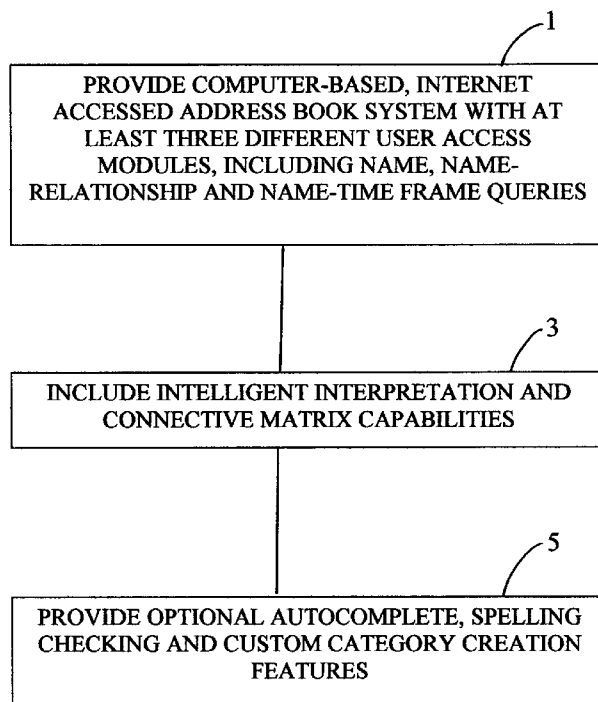 1
PROVIDE COMPUTER-BASED, INTERNET
ACCESSED ADDRESS BOOK SYSTEM WITH AT
LEAST THREE DIFFERENT USER ACCESS
MODULES, INCLUDING NAME, NAME-
RELATIONSHIP AND NAME-TIME FRAME QUERIES
3
INCLUDE INTELLIGENT INTERPRETATION AND
CONNECTIVE MATRIX CAPABILITIES
5
PROVIDE OPTIONAL AUTOCOMPLETE, SPELLING
CHECKING AND CUSTOM CATEGORY CREATION
FEATURES